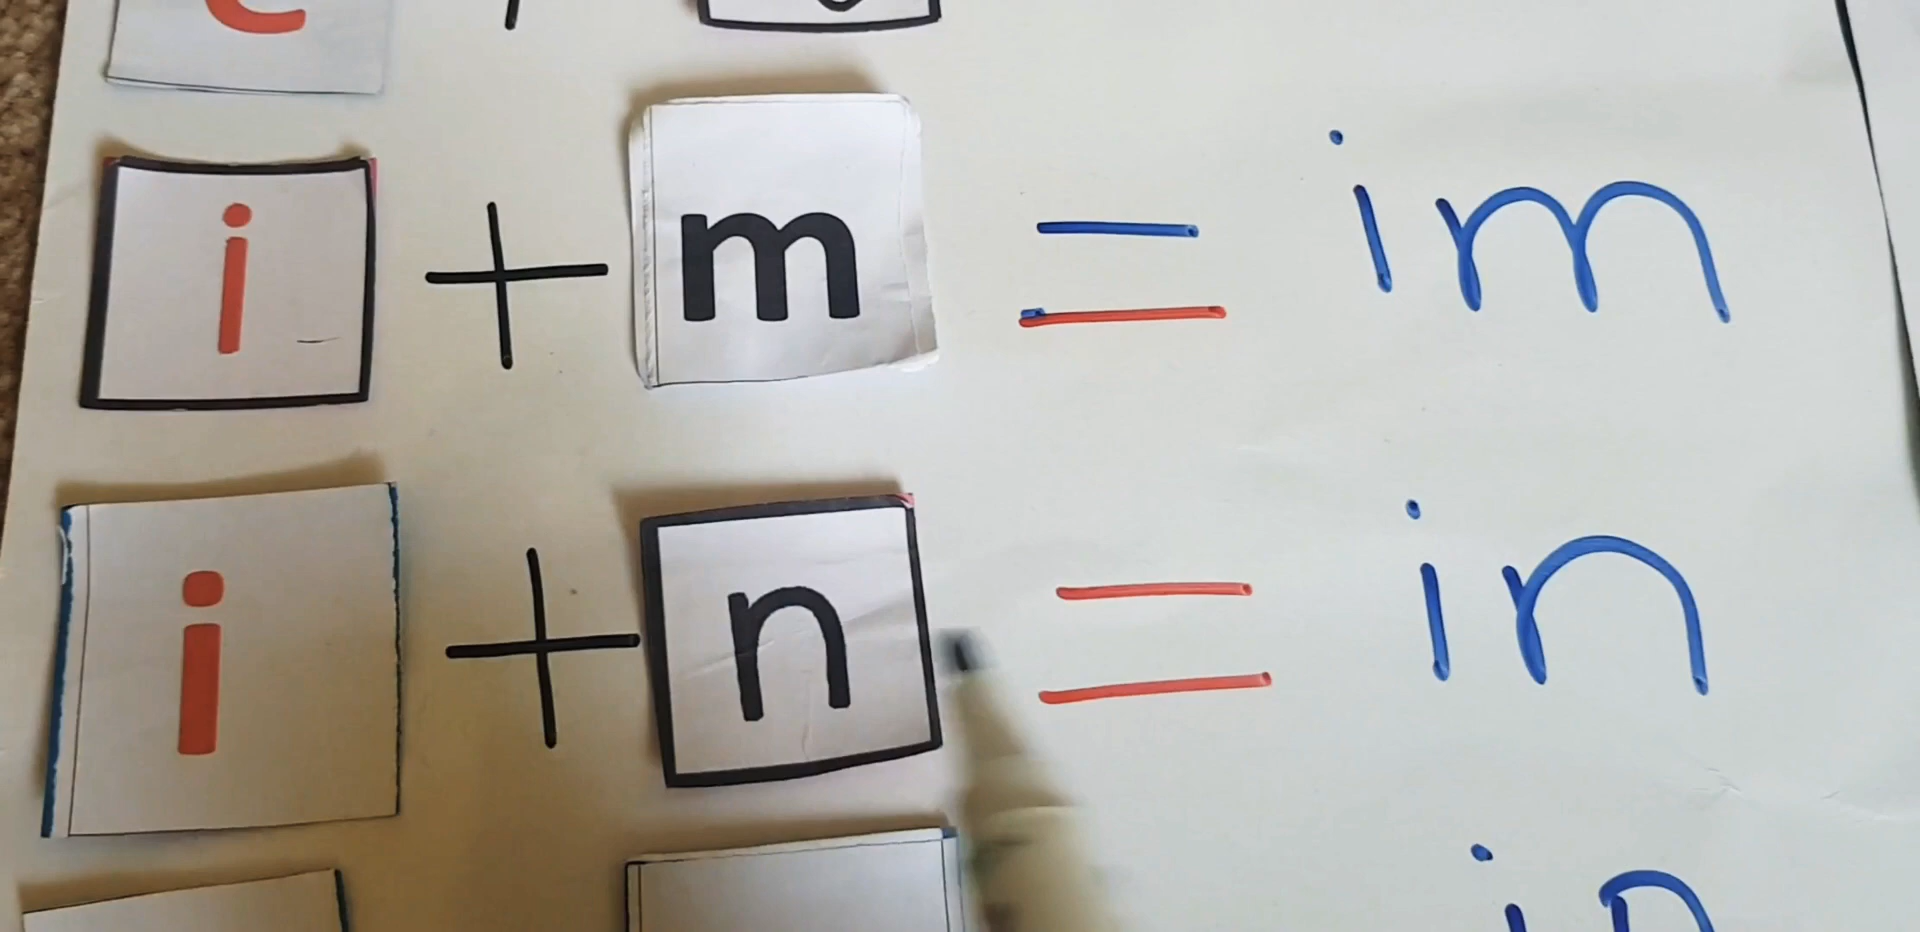 i + m = im
i + n = in